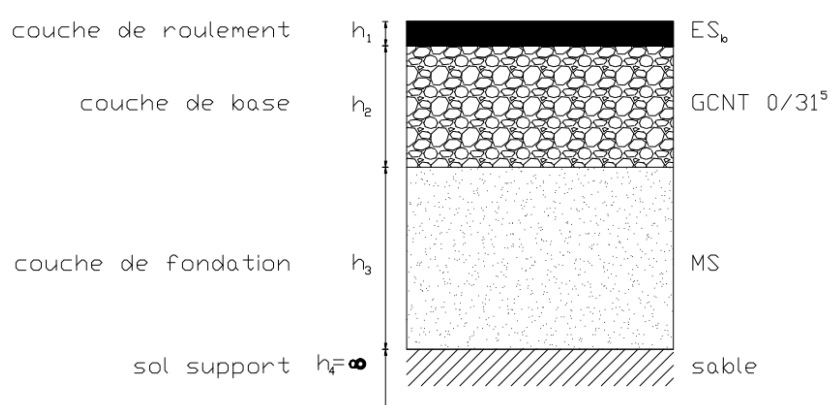 couche de roulement h₁ ES_b
couche de base h₂ GCNT 0/31⁵
couche de fondation h₃ MS
sol support h₄=∞ sable